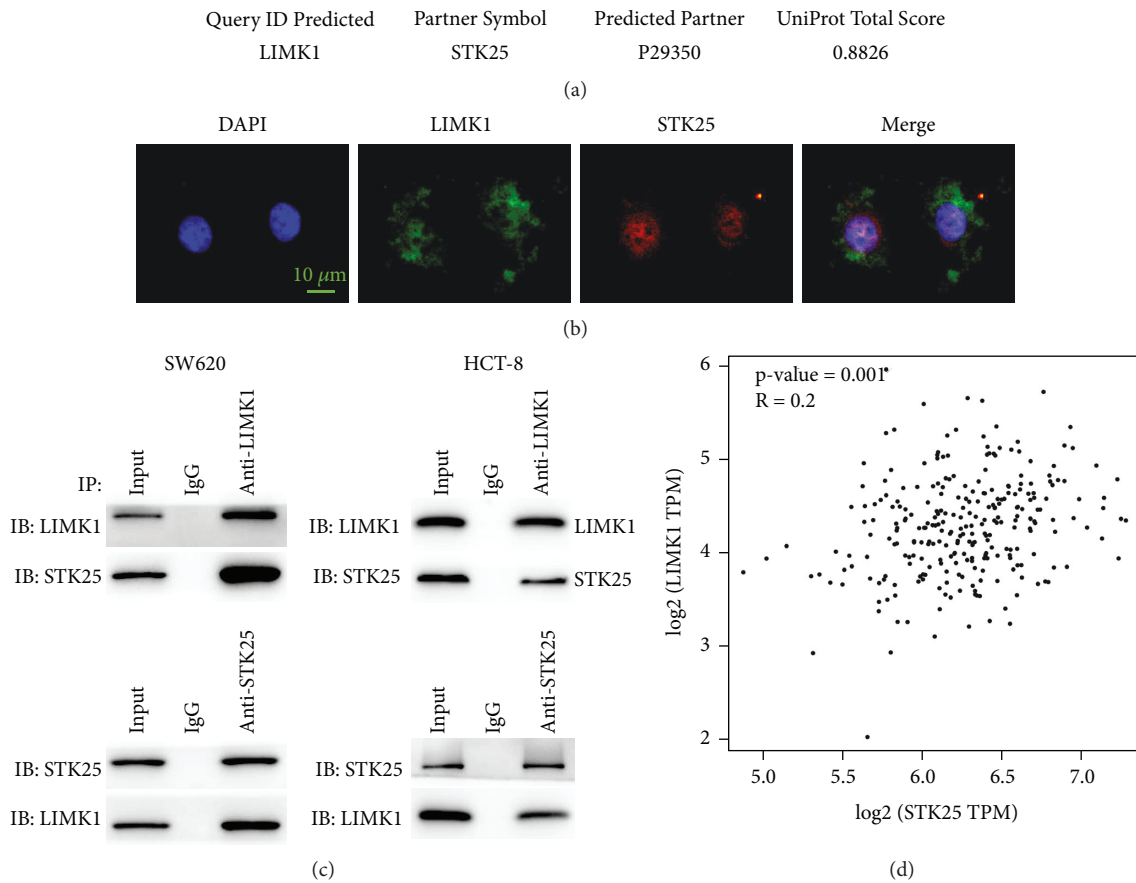 Query ID Predicted Partner Symbol Predicted Partner UniProt Total Score
LIMK1 STK25 P29350 0.8826
(a)
DAPI LIMK1 STK25 Merge
10 μm
(b)
SW620 HCT-8
IP: Input IgG Anti-LIMK1 Input IgG Anti-LIMK1
IB: LIMK1 IB: LIMK1 LIMK1
IB: STK25 IB: STK25 STK25
Input IgG Anti-STK25 Input IgG Anti-STK25
IB: STK25 IB: STK25
IB: LIMK1 IB: LIMK1
(c)
p-value = 0.001
R = 0.2
log2 (LIMK1 TPM)
6
5
4
3
2
5.0 5.5 6.0 6.5 7.0
log2 (STK25 TPM)
(d)